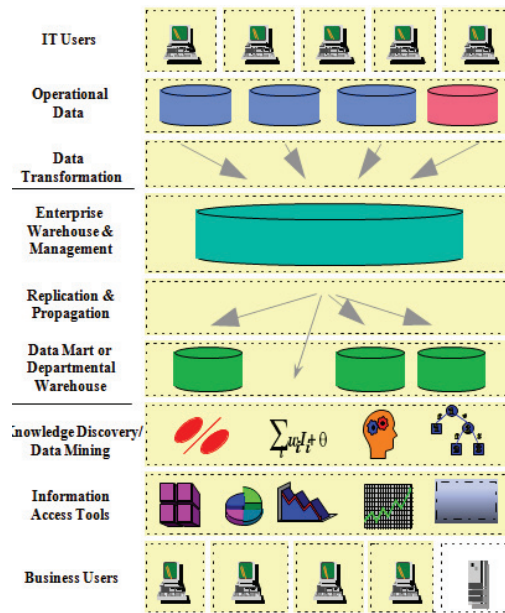 IT Users
Operational
Data
Data
Transformation
Enterprise
Warehouse &
Management
Replication &
Propagation
Data Mart or
Departmental
Warehouse
Knowledge Discovery/
Data Mining
Information
Access Tools
Business Users